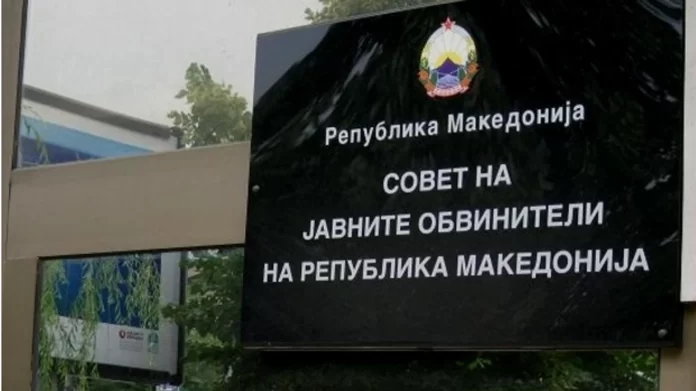 Република Македонија
СОВЕТ НА
ЈАВНИТЕ ОБВИНИТЕЛИ
НА РЕПУБЛИКА МАКЕДОНИЈА